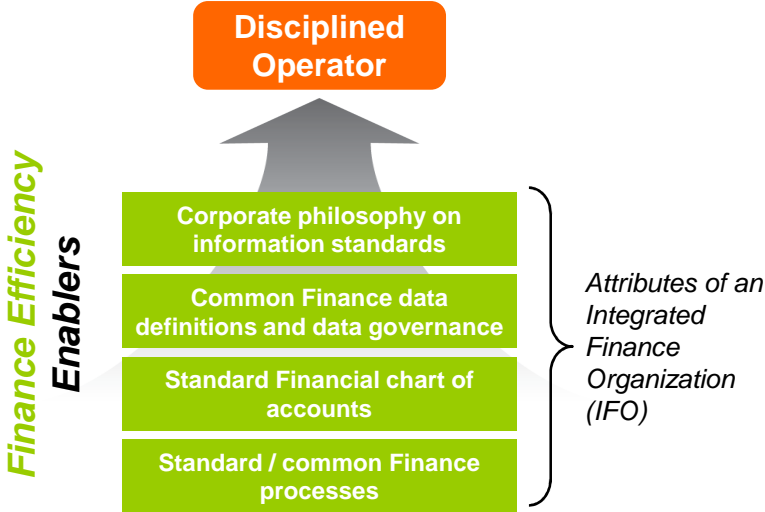 Disciplined
Operator
Finance Efficiency
Enablers
Corporate philosophy on
information standards
Common Finance data
definitions and data governance
Standard Financial chart of
accounts
Standard / common Finance
processes
Attributes of an
Integrated
Finance
Organization
(IFO)